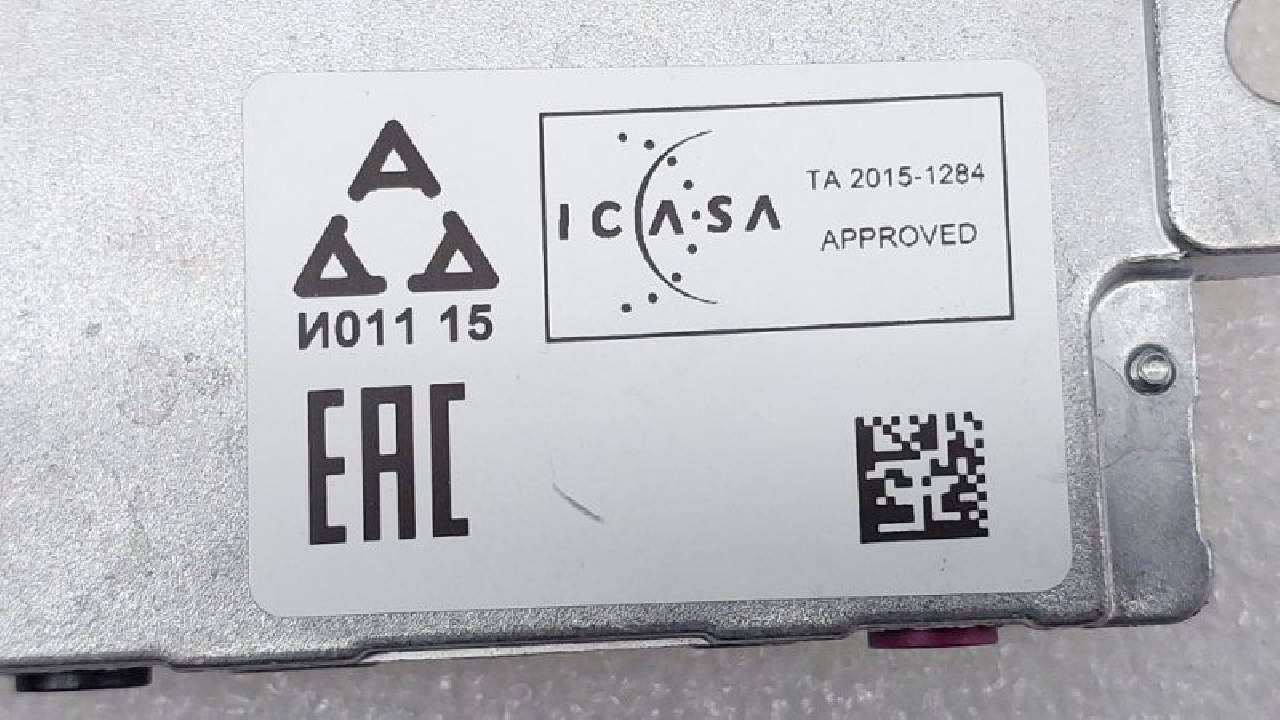 И011 15
EAC
ICASA
TA 2015-1284
APPROVED